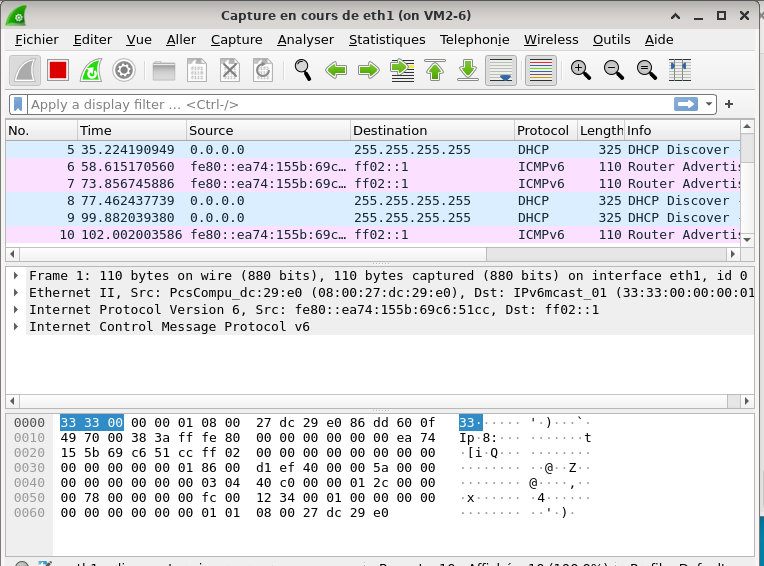 Capture en cours de eth1 (on VM2-6)
Fichier Editer Vue Aller Capture Analyser Statistiques Telephonie Wireless Outils Aide
Apply a display filter … <Ctrl-/>
No. Time Source Destination Protocol Length Info
5 35.224190949 0.0.0.0 255.255.255.255 DHCP 325 DHCP Discover -
6 58.615170560 fe80::ea74:155b:69c… ff02::1 ICMPv6 110 Router Advertis
7 73.856745886 fe80::ea74:155b:69c… ff02::1 ICMPv6 110 Router Advertis
8 77.462437739 0.0.0.0 255.255.255.255 DHCP 325 DHCP Discover -
9 99.882039380 0.0.0.0 255.255.255.255 DHCP 325 DHCP Discover -
10 102.002003586 fe80::ea74:155b:69c… ff02::1 ICMPv6 110 Router Advertis
Frame 1: 110 bytes on wire (880 bits), 110 bytes captured (880 bits) on interface eth1, id 0
Ethernet II, Src: PcsCompu_dc:29:e0 (08:00:27:dc:29:e0), Dst: IPv6mcast_01 (33:33:00:00:00:01
Internet Protocol Version 6, Src: fe80::ea74:155b:69c6:51cc, Dst: ff02::1
Internet Control Message Protocol v6
0000 33 33 00 00 00 01 08 00 27 dc 29 e0 86 dd 60 0f 33······ '·)···`·
0010 49 70 00 38 3a ff fe 80 00 00 00 00 00 00 ea 74 Ip·8:··· ·······t
0020 15 5b 69 c6 51 cc ff 02 00 00 00 00 00 00 00 00 ·[i·Q··· ········
0030 00 00 00 00 00 01 86 00 d1 ef 40 00 00 5a 00 00 ········ ··@··Z··
0040 00 00 00 00 00 00 03 04 40 c0 00 00 01 2c 00 00 ········ @····,··
0050 00 78 00 00 00 00 fc 00 12 34 00 01 00 00 00 00 ·x······ ·4······
0060 00 00 00 00 00 00 01 01 08 00 27 dc 29 e0 ········ ··'·)·